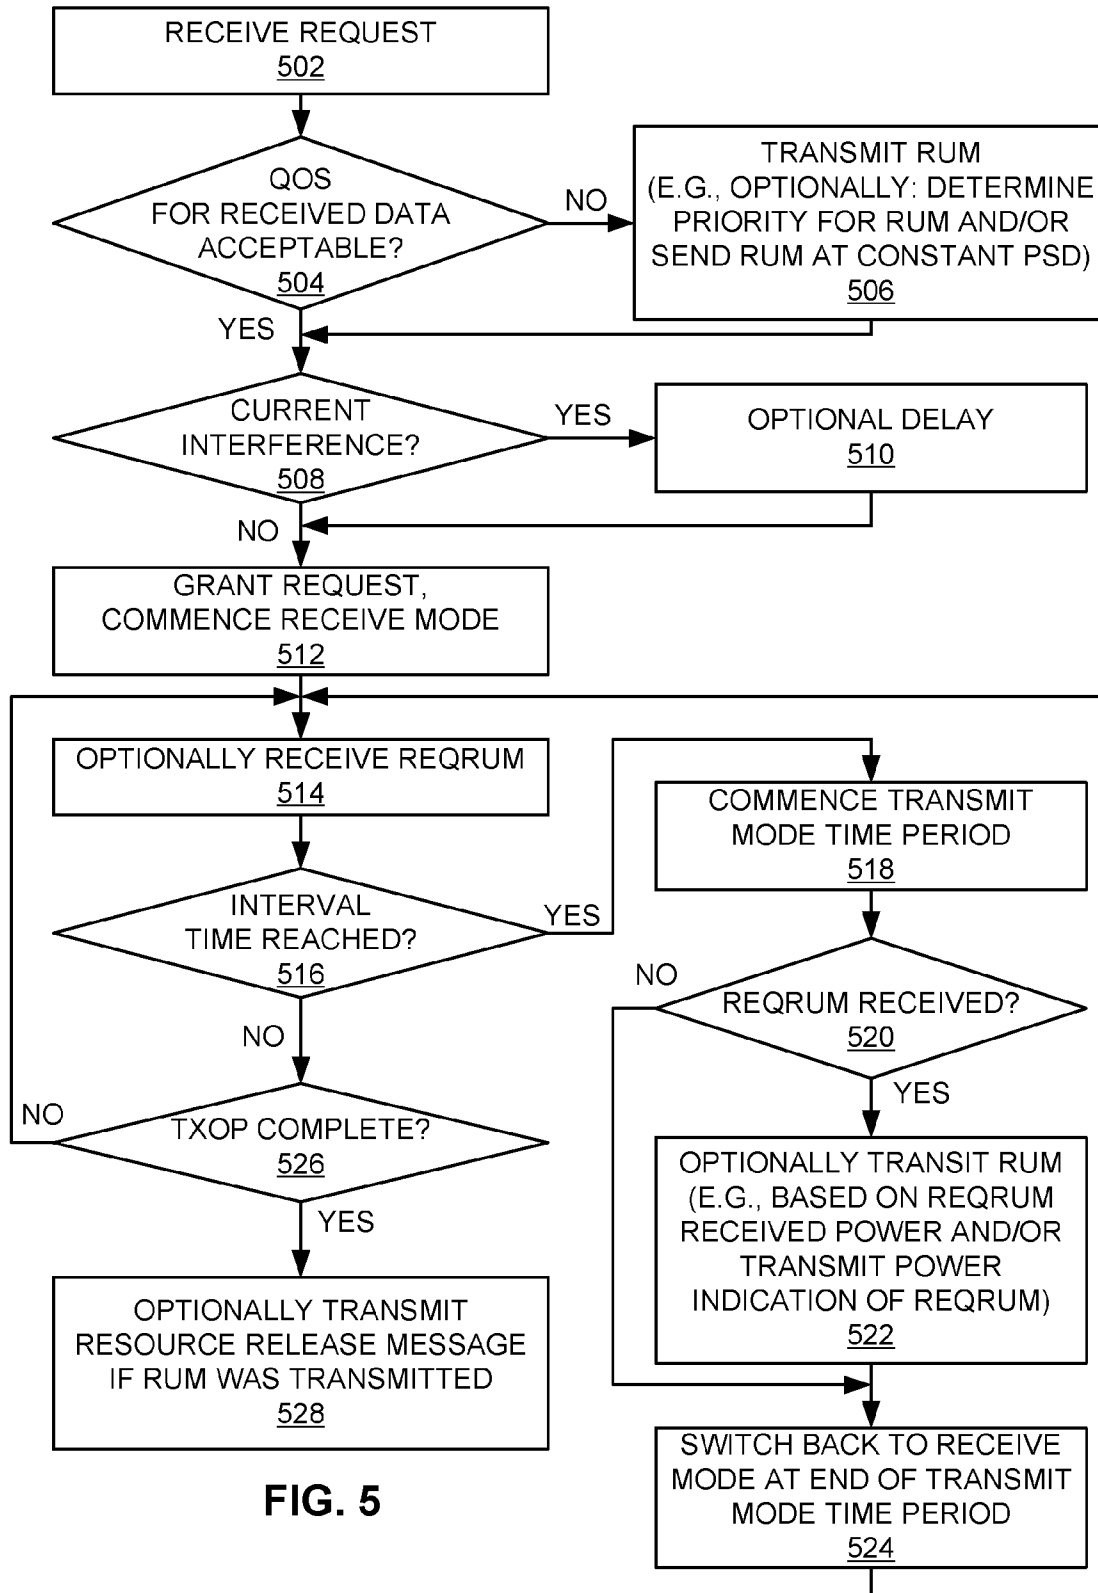 RECEIVE REQUEST
502
QOS
FOR RECEIVED DATA
ACCEPTABLE?
504
NO
YES
TRANSMIT RUM
(E.G., OPTIONALLY: DETERMINE
PRIORITY FOR RUM AND/OR
SEND RUM AT CONSTANT PSD)
506
CURRENT
INTERFERENCE?
508
YES
NO
OPTIONAL DELAY
510
GRANT REQUEST,
COMMENCE RECEIVE MODE
512
OPTIONALLY RECEIVE REQRUM
514
INTERVAL
TIME REACHED?
516
YES
NO
COMMENCE TRANSMIT
MODE TIME PERIOD
518
REQRUM RECEIVED?
520
NO
YES
OPTIONALLY TRANSIT RUM
(E.G., BASED ON REQRUM
RECEIVED POWER AND/OR
TRANSMIT POWER
INDICATION OF REQRUM)
522
SWITCH BACK TO RECEIVE
MODE AT END OF TRANSMIT
MODE TIME PERIOD
524
TXOP COMPLETE?
526
NO
YES
OPTIONALLY TRANSMIT
RESOURCE RELEASE MESSAGE
IF RUM WAS TRANSMITTED
528
FIG. 5